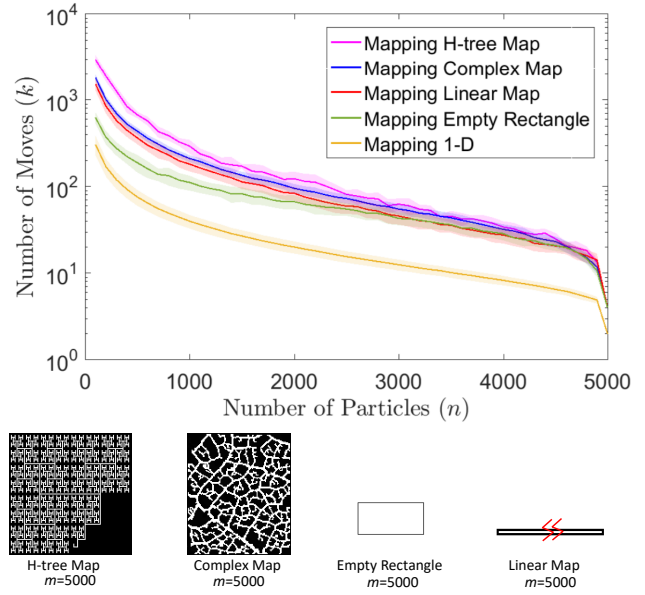 10^4
10^3
10^2
10^1
10^0
Number of Moves (k)
Mapping H-tree Map
Mapping Complex Map
Mapping Linear Map
Mapping Empty Rectangle
Mapping 1-D
0 1000 2000 3000 4000 5000
Number of Particles (n)
H-tree Map Complex Map Empty Rectangle Linear Map
m=5000 m=5000 m=5000 m=5000